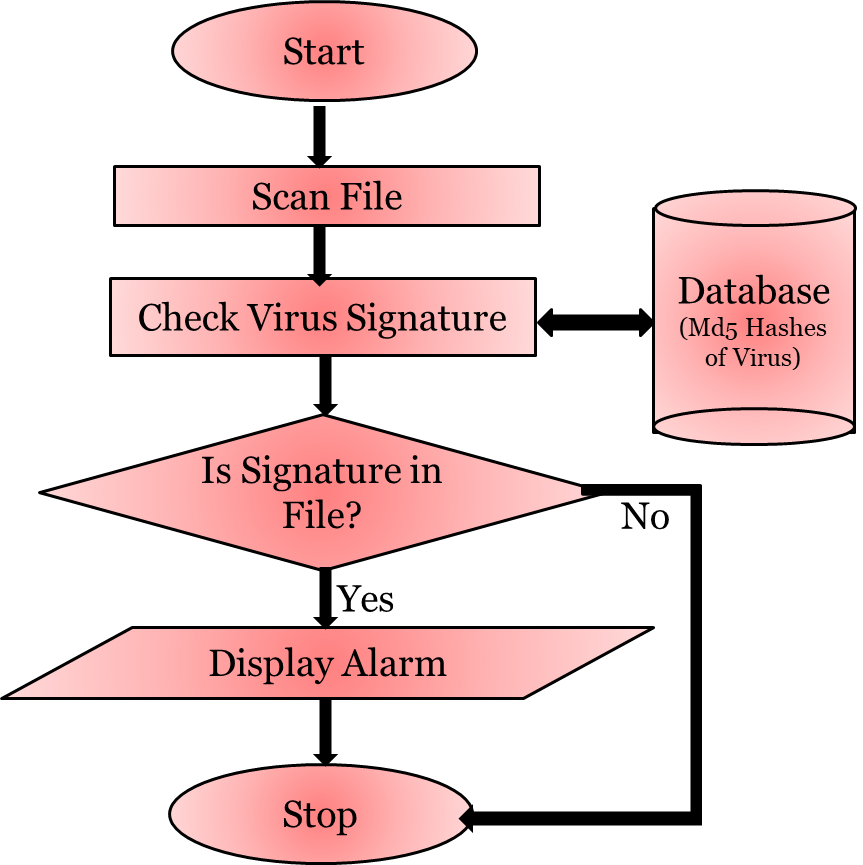 Start
Scan File
Check Virus Signature
Database
(Md5 Hashes
of Virus)
Is Signature in
File?
No
Yes
Display Alarm
Stop